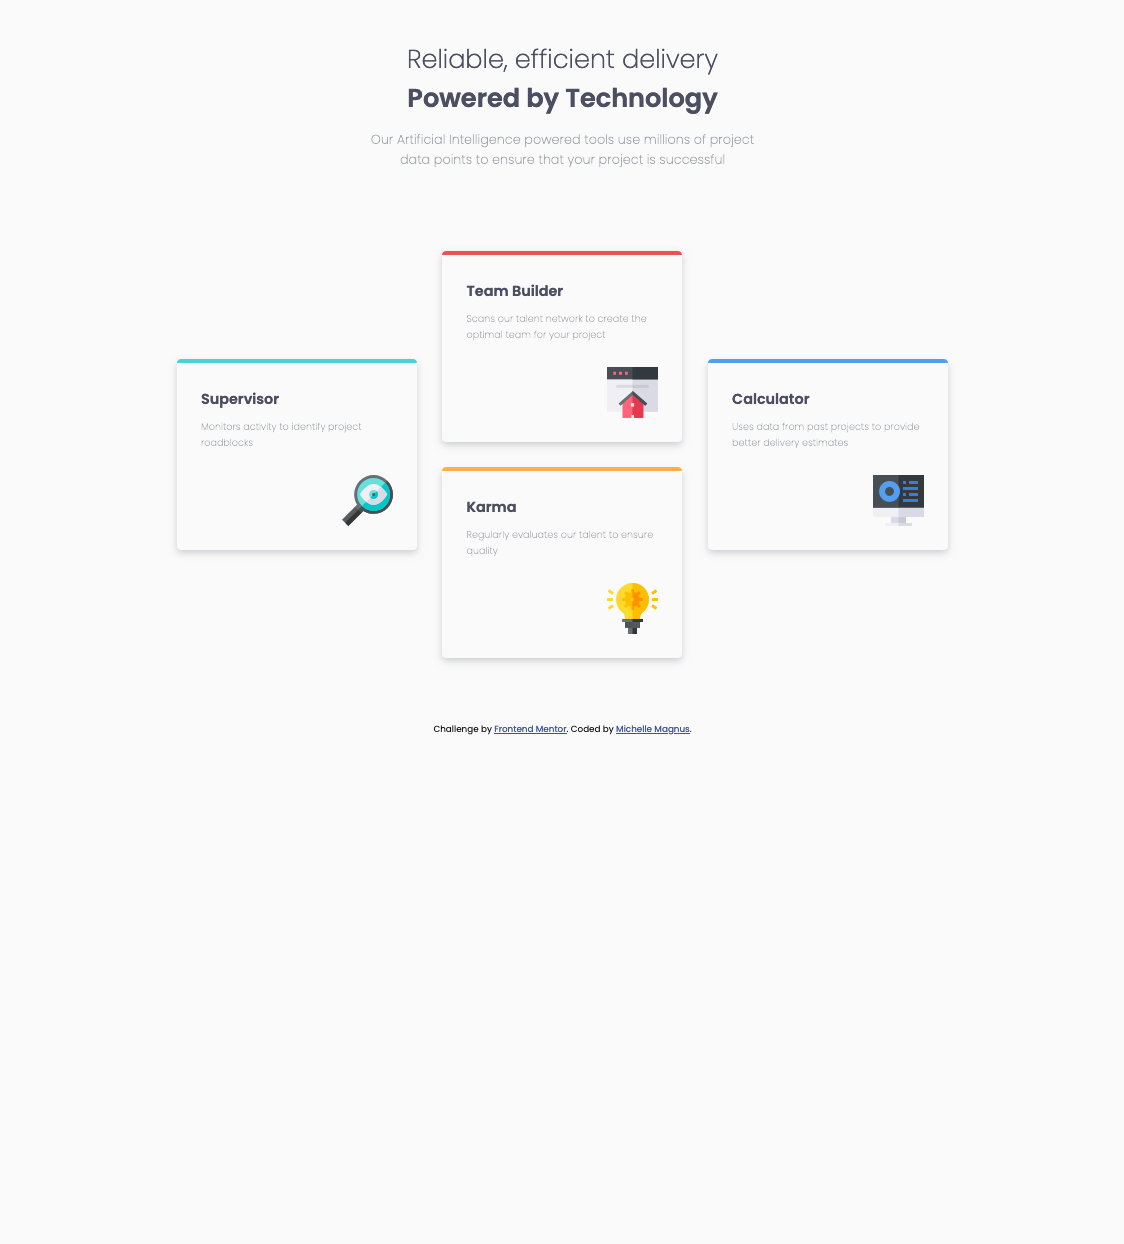 Reliable, efficient delivery
Powered by Technology
Our Artificial Intelligence powered tools use millions of project
data points to ensure that your project is successful
Team Builder
Scans our talent network to create the
optimal team for your project
Supervisor
Monitors activity to identify project
roadblocks
Calculator
Uses data from past projects to provide
better delivery estimates
Karma
Regularly evaluates our talent to ensure
quality
Challenge by Frontend Mentor. Coded by Michelle Magnus.